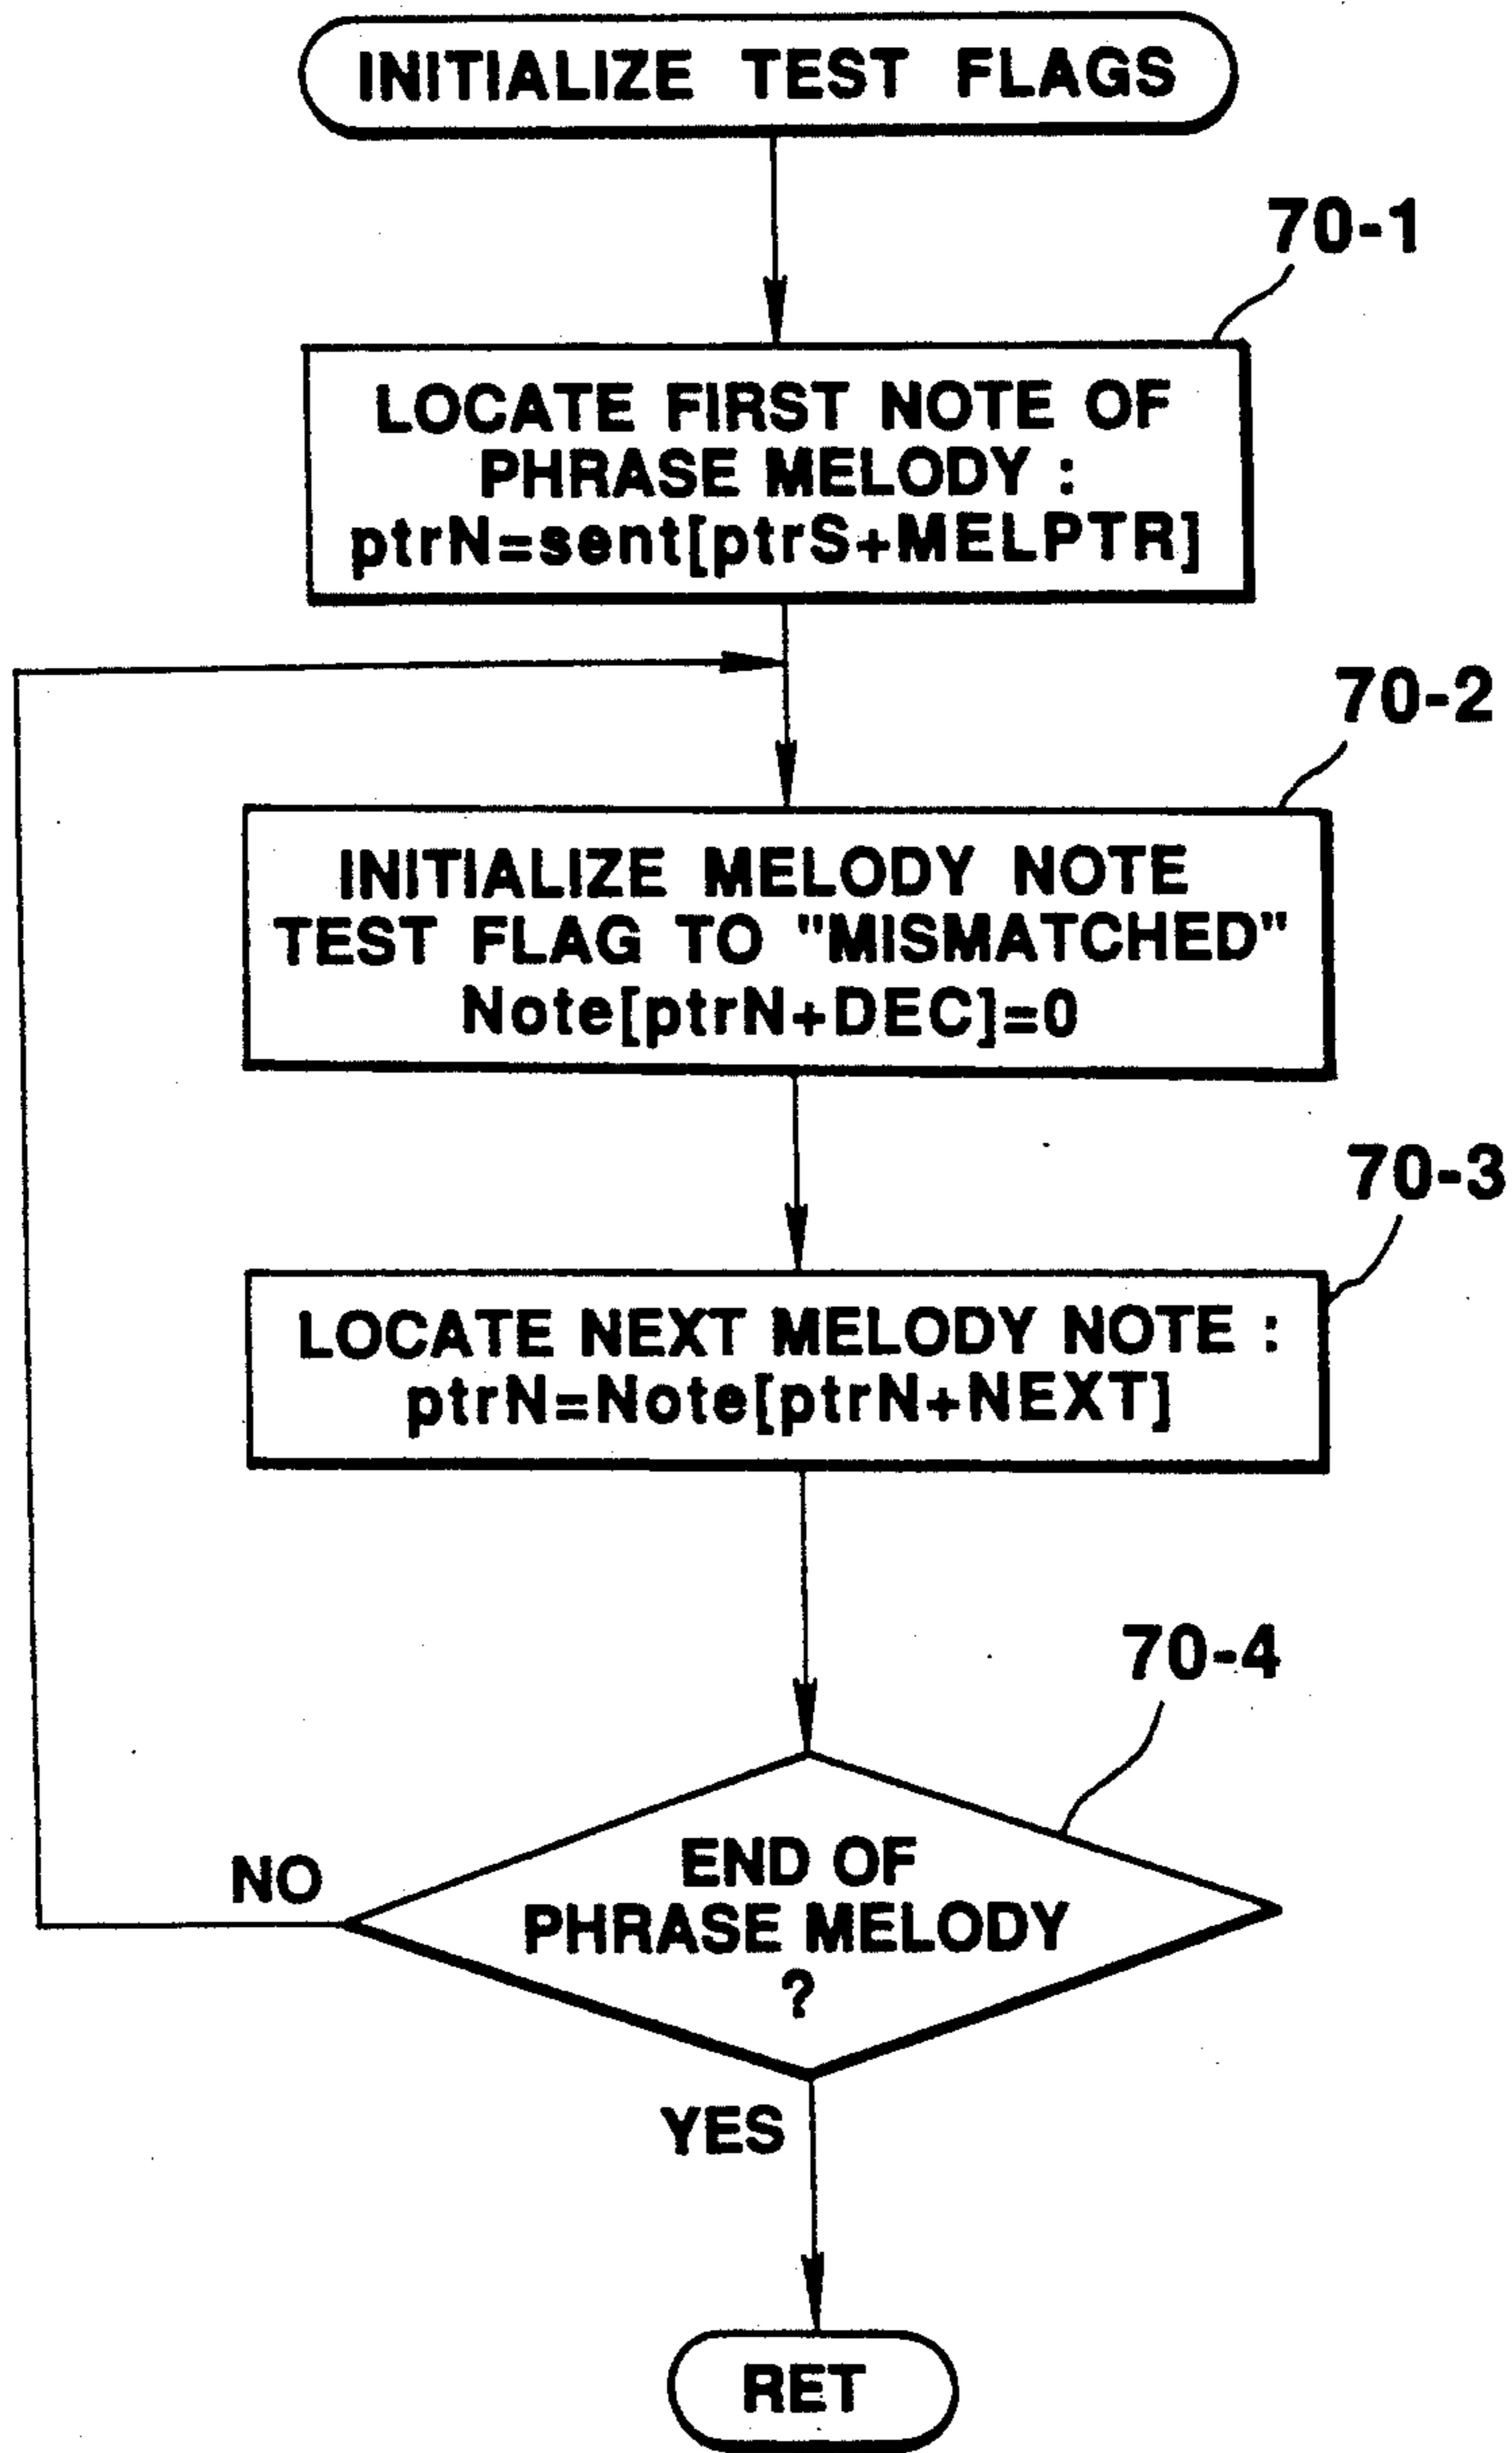 INITIALIZE TEST FLAGS
70-1
LOCATE FIRST NOTE OF
PHRASE MELODY :
ptrN=sent[ptrS+MELPTR]
70-2
INITIALIZE MELODY NOTE
TEST FLAG TO "MISMATCHED"
Note[ptrN+DEC]=0
70-3
LOCATE NEXT MELODY NOTE :
ptrN=Note[ptrN+NEXT]
70-4
END OF
PHRASE MELODY
?
NO
YES
RET